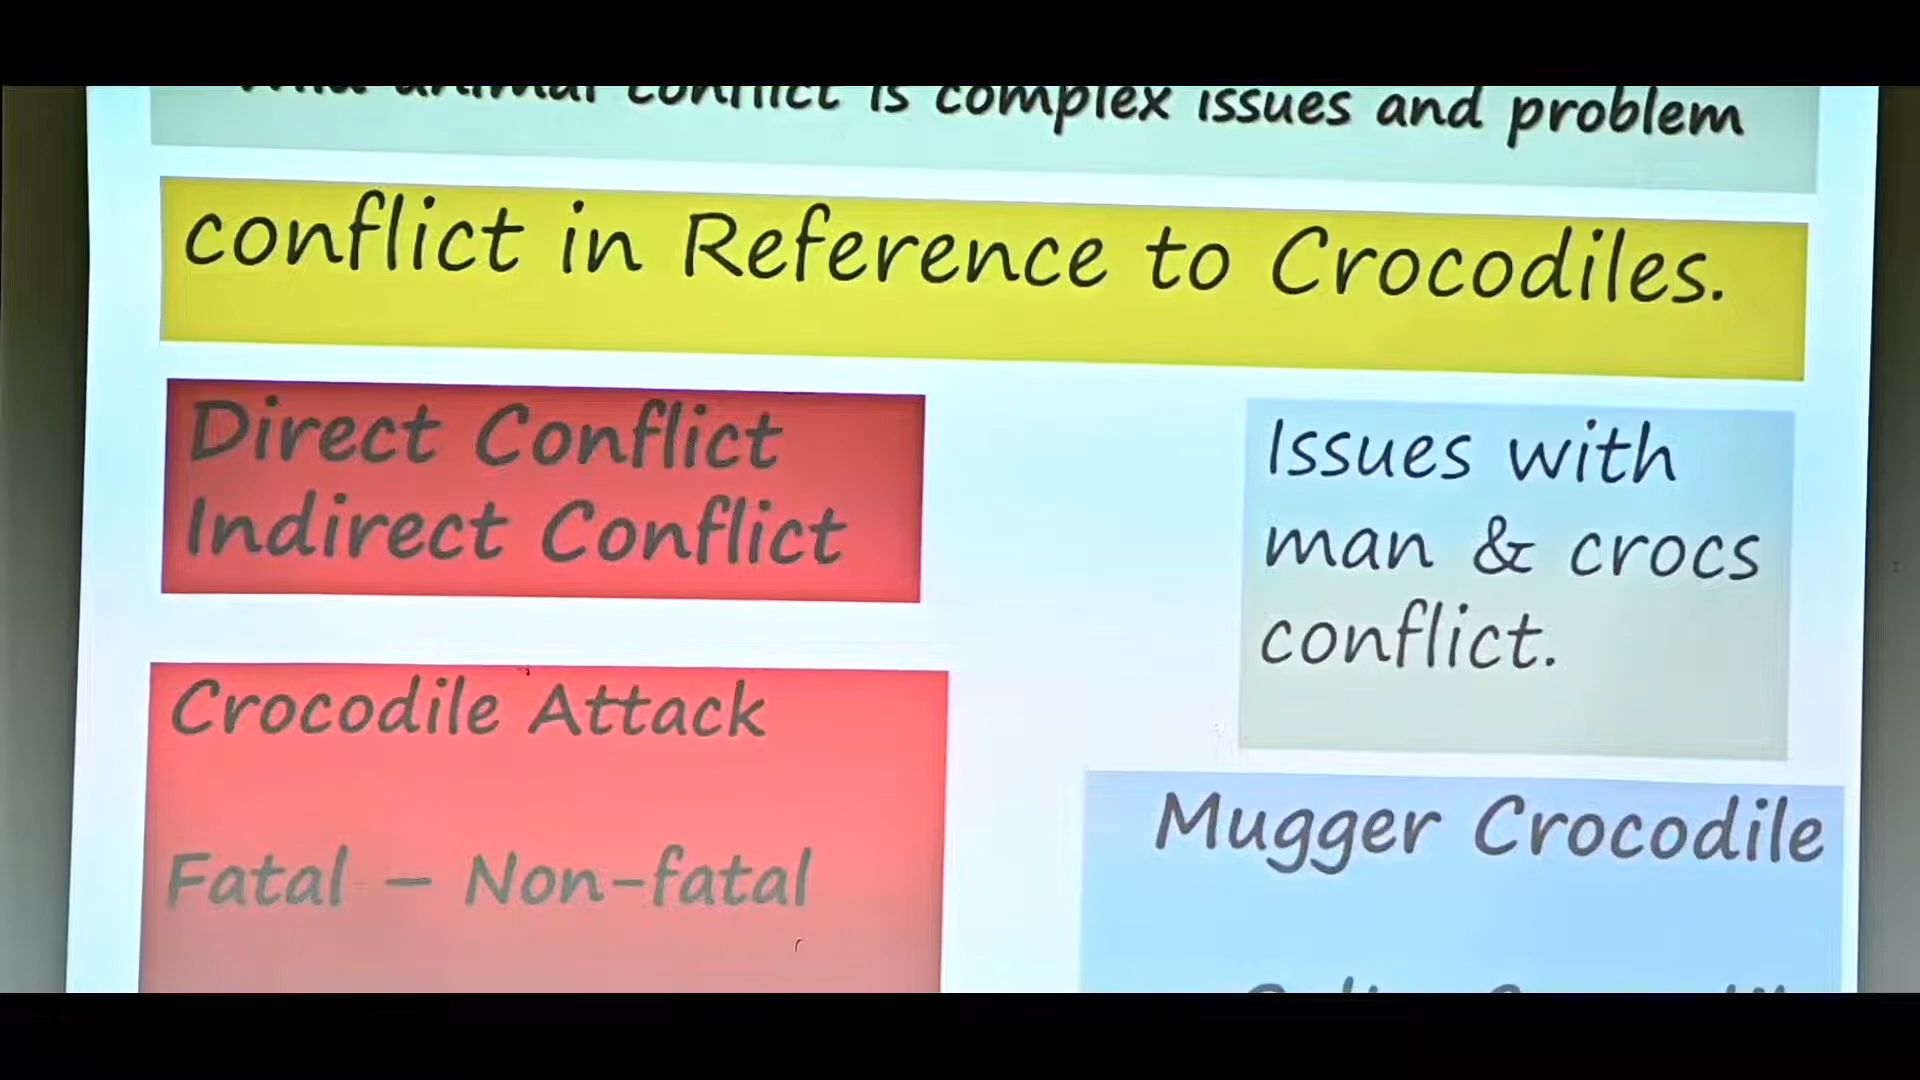 animal conflict is complex issues and problem
conflict in Reference to Crocodiles.
Direct Conflict
Indirect Conflict
Issues with
man & crocs
conflict.
Crocodile Attack
Fatal - Non-fatal
Mugger Crocodile